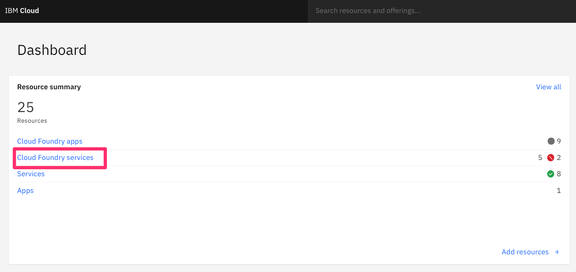 IBM Cloud
Search resources and offerings...
Dashboard
Resource summary
View all
25
Resources
Cloud Foundry apps 9
Cloud Foundry services 5 2
Services 8
Apps 1
Add resources +